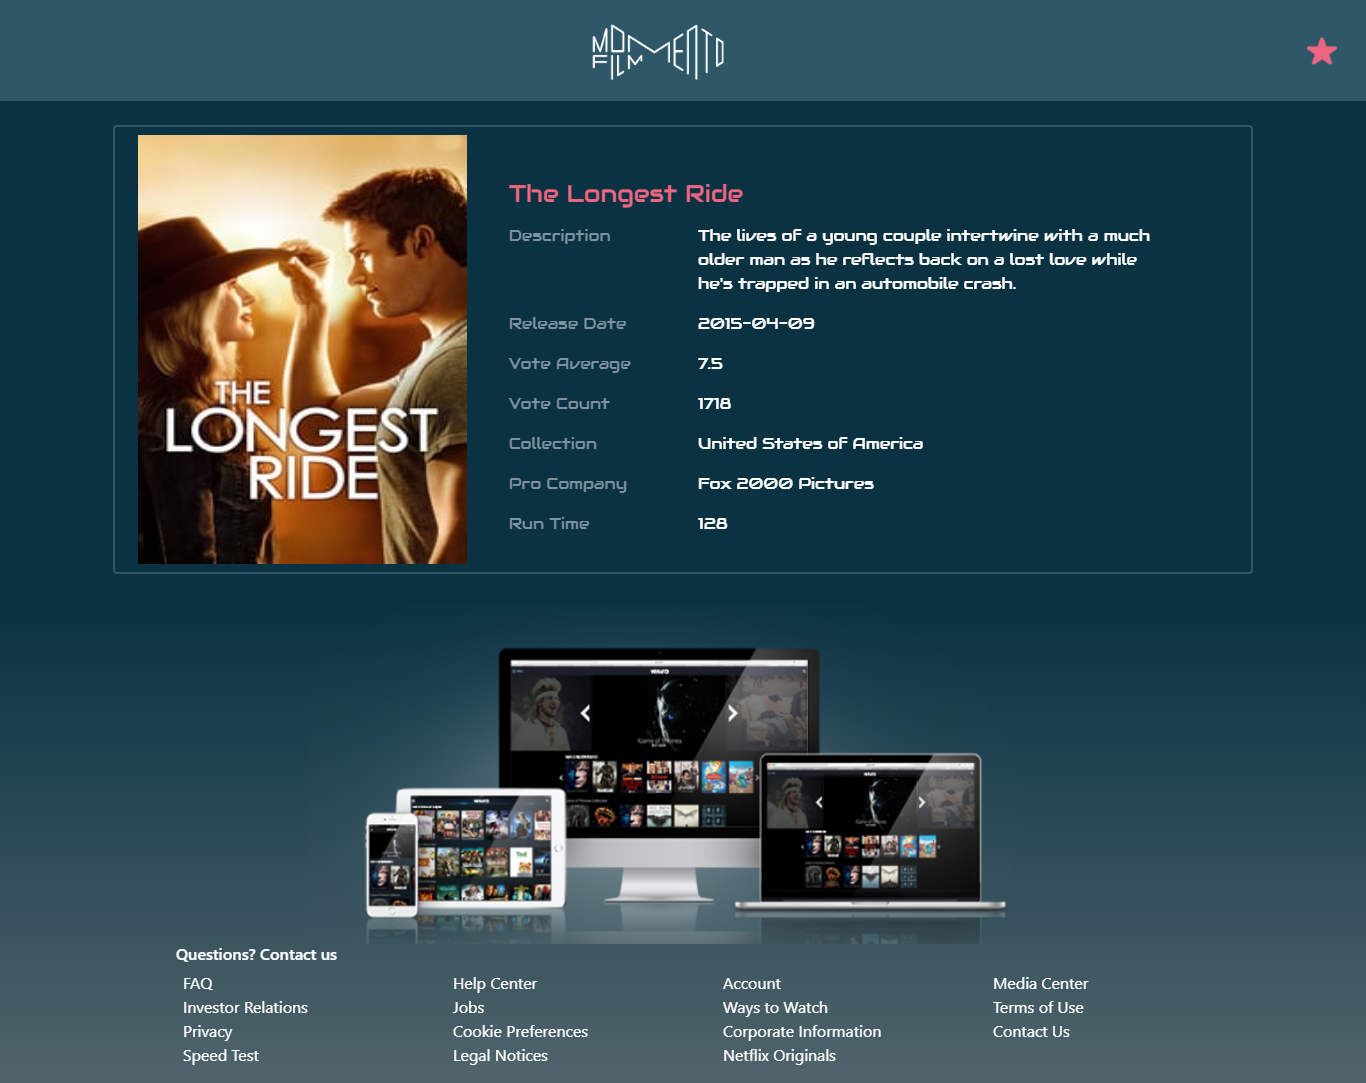 MOMENTO
FILM
The Longest Ride
THE
LONGEST
RIDE
Description
The lives of a young couple intertwine with a much
older man as he reflects back on a lost love while
he's trapped in an automobile crash.
Release Date
2015-04-09
Vote Average
7.5
Vote Count
1718
Collection
United States of America
Pro Company
Fox 2000 Pictures
Run Time
128
Game of Thrones
Ted
Questions? Contact us
FAQ
Help Center
Account
Media Center
Investor Relations
Jobs
Ways to Watch
Terms of Use
Privacy
Cookie Preferences
Corporate Information
Contact Us
Speed Test
Legal Notices
Netflix Originals